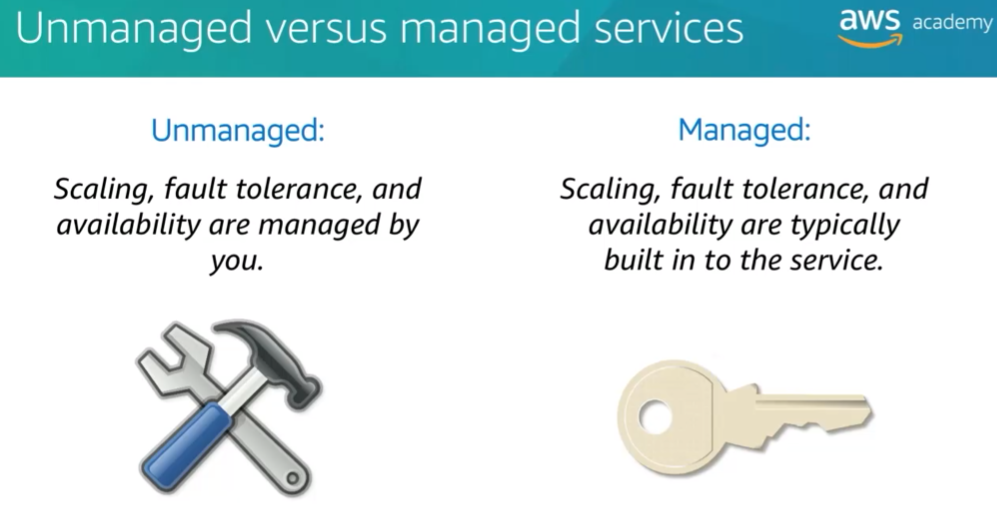 Unmanaged versus managed services
aws academy
Unmanaged:
Scaling, fault tolerance, and
availability are managed by
you.
Managed:
Scaling, fault tolerance, and
availability are typically
built in to the service.